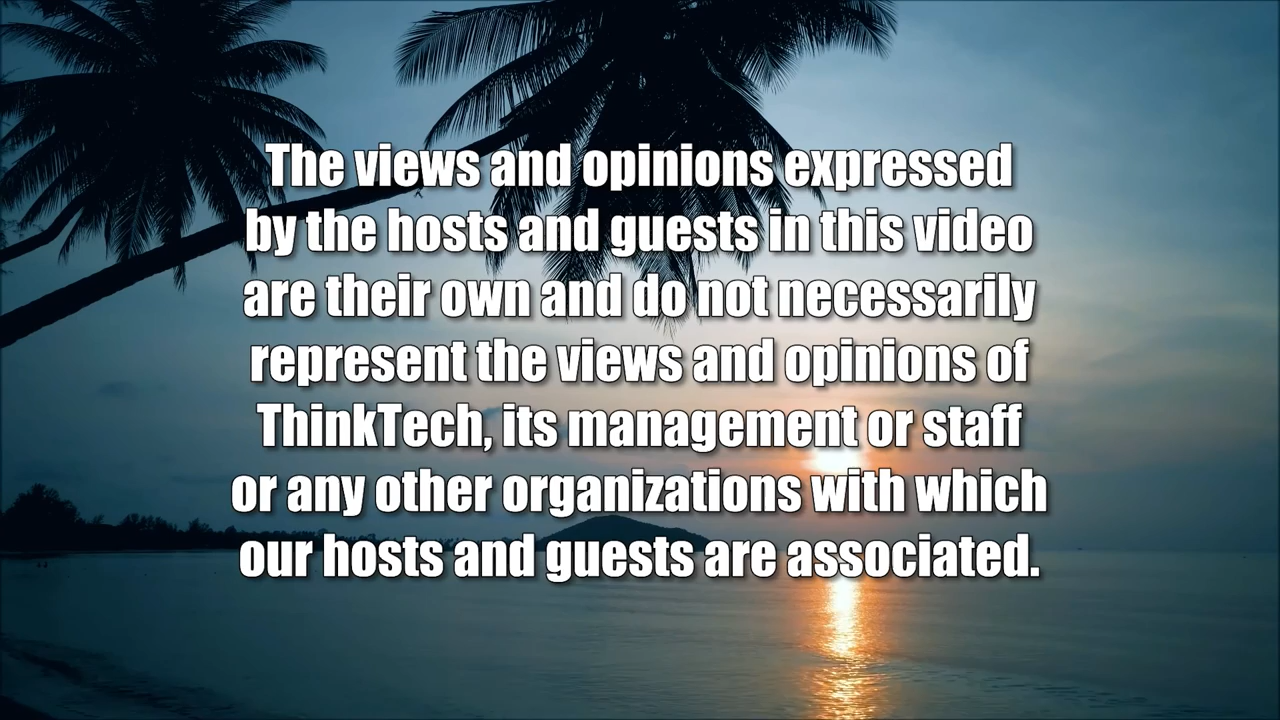 The views and opinions expressed
by the hosts and guests in this video
are their own and do not necessarily
represent the views and opinions of
ThinkTech, its management or staff
or any other organizations with which
our hosts and guests are associated.